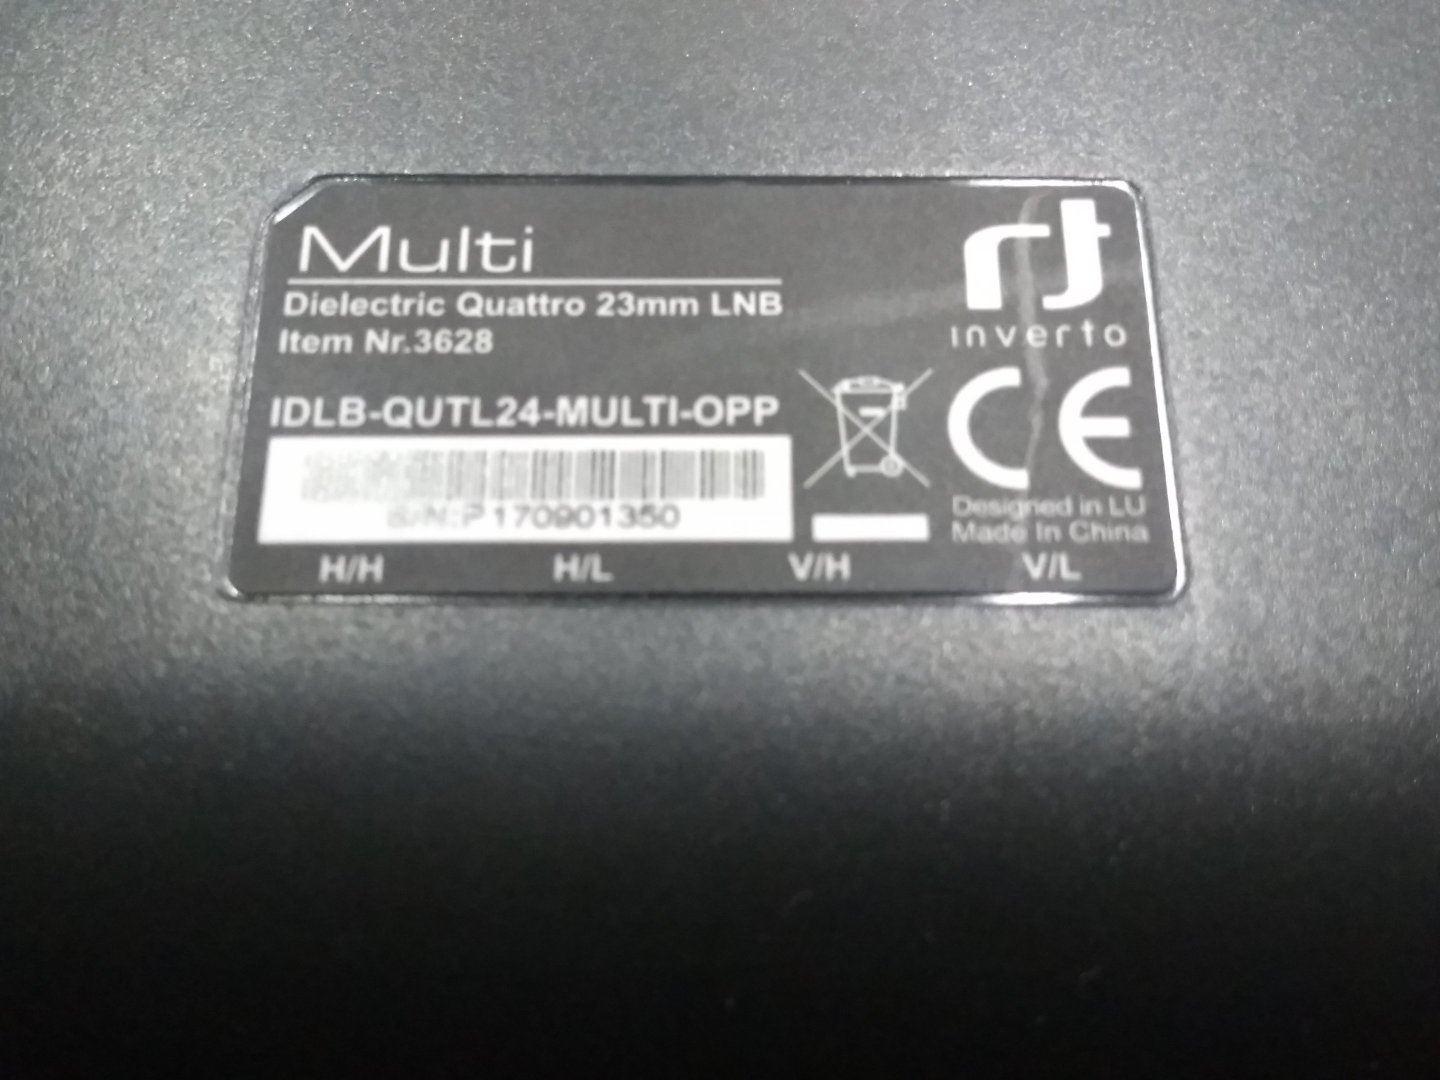 Multi
Dielectric Quattro 23mm LNB
Item Nr.3628
inverto
IDLB-QUTL24-MULTI-OPP
CE
S/N:P170901350
Designed in LU
Made In China
H/H H/L V/H V/L